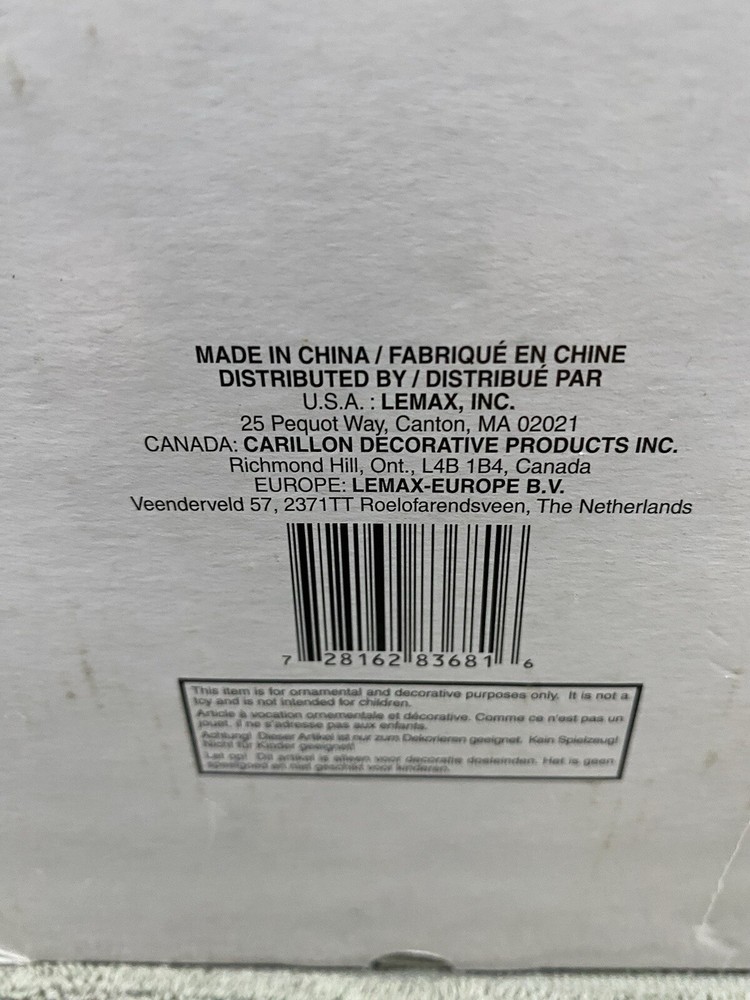 MADE IN CHINA / FABRIQUÉ EN CHINE
DISTRIBUTED BY / DISTRIBUÉ PAR
U.S.A. : LEMAX, INC.
25 Pequot Way, Canton, MA 02021
CANADA: CARILLON DECORATIVE PRODUCTS INC.
Richmond Hill, Ont., L4B 1B4, Canada
EUROPE: LEMAX-EUROPE B.V.
Veenderveld 57, 2371TT Roelofarendsveen, The Netherlands
7 28162 83681 6
This item is for ornamental and decorative purposes only. It is not a
toy and is not intended for children.
Article à vocation ornementale et décorative. Comme ce n'est pas un
jouet, il ne s'adresse pas aux enfants.
Achtung! Dieser Artikel ist nur zum Dekorieren geeignet. Kein Spielzeug!
Nicht für Kinder geeignet!
Let op! Dit artikel is alleen voor decoratie doeleinden. Het is geen
speelgoed en niet geschikt voor kinderen.